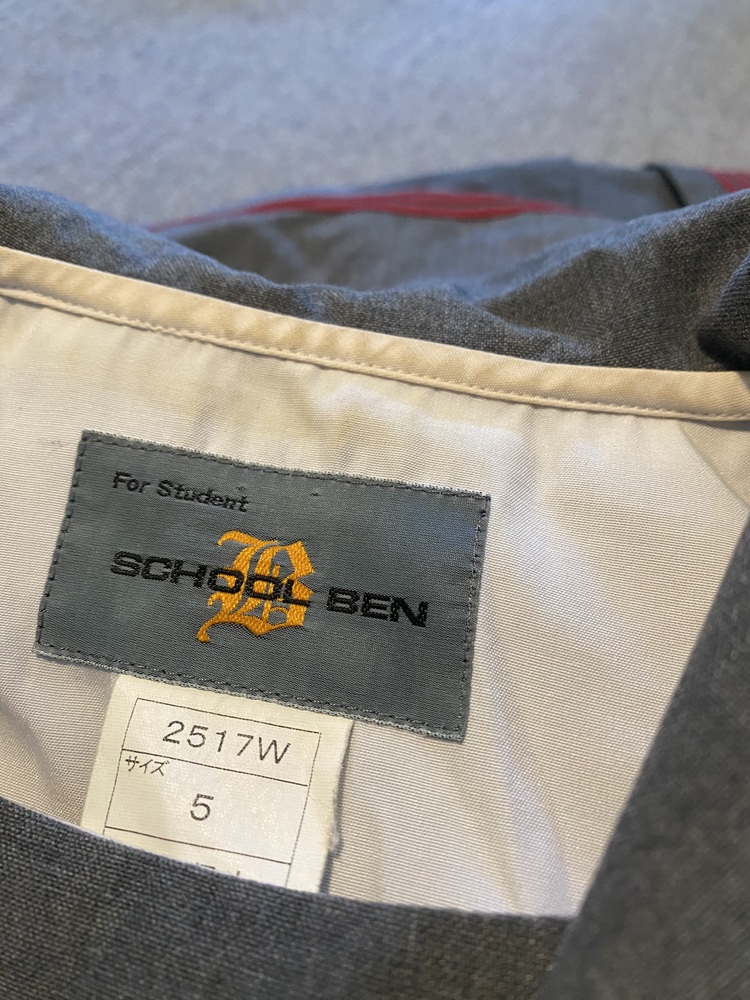 For Student
B
SCHOOL BEN
2517W
サイズ
5